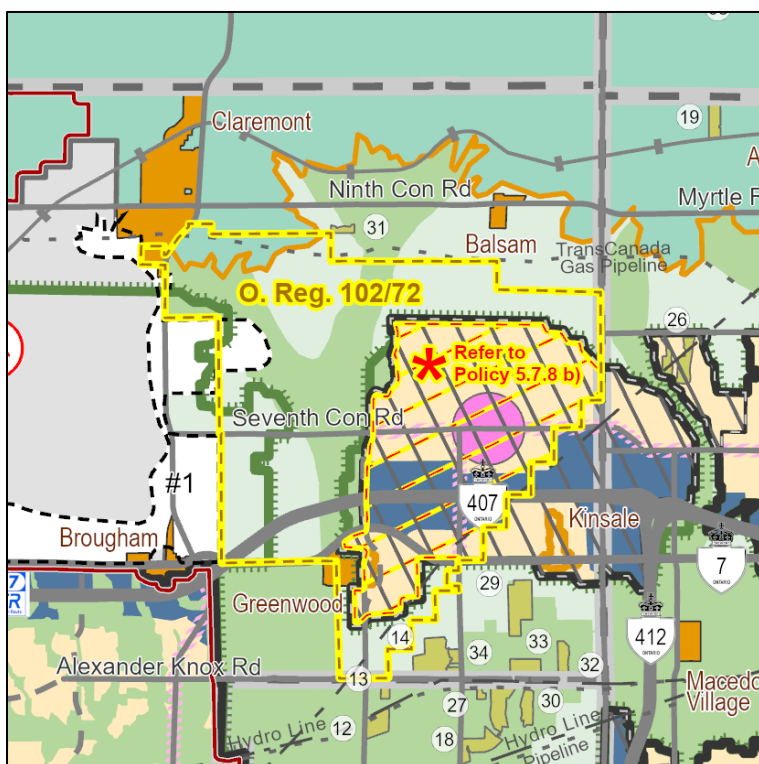 19
Claremont
Ninth Con Rd
Myrtle R
31
Balsam
TransCanada
Gas Pipeline
O. Reg. 102/72
26
* Refer to
Policy 5.7.8 b)
Seventh Con Rd
#1
407
ONTARIO
Kinsale
Brougham
7
ONTARIO
7
R
Greenwood
29
412
ONTARIO
14
33
34
32
Alexander Knox Rd
13
Macedo
Village
12
27
30
Hydro Line
Hydro Line
Pipeline
18